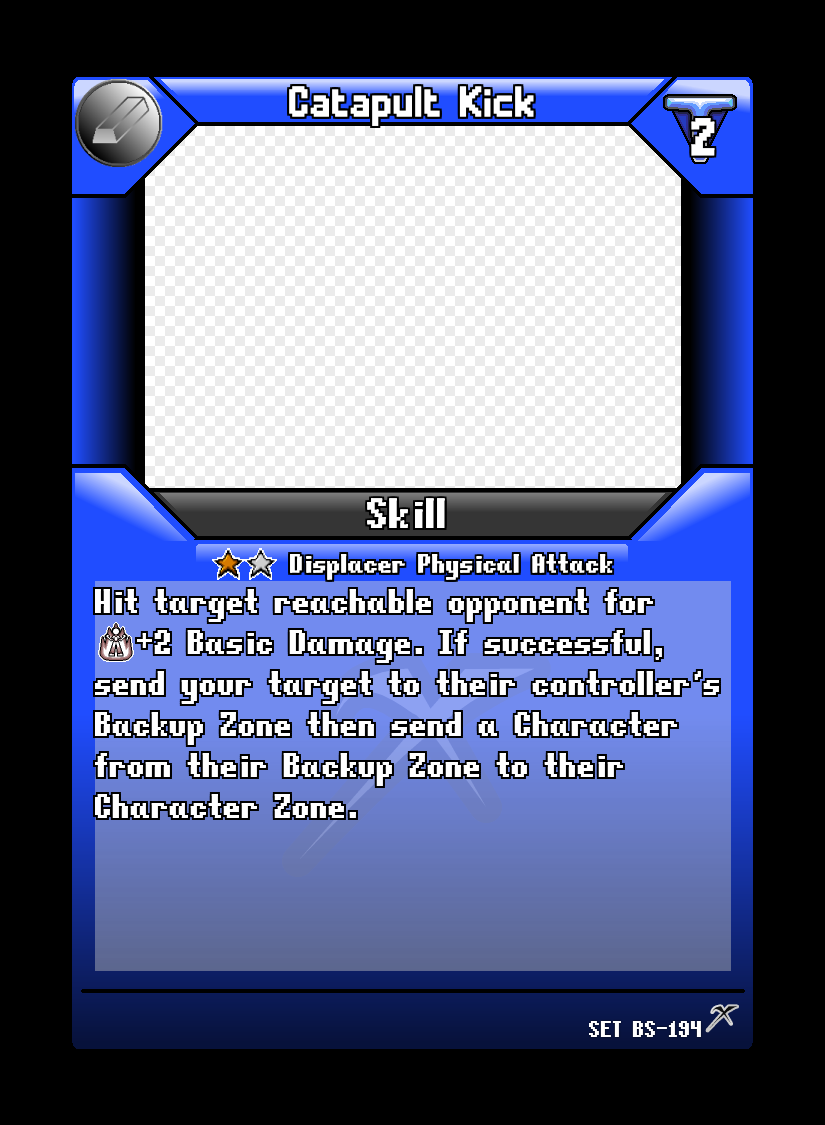 Catapult Kick
2
Skill
Displacer Physical Attack
Hit target reachable opponent for
+2 Basic Damage. If successful,
send your target to their controller's
Backup Zone then send a Character
from their Backup Zone to their
Character Zone.
SET BS-194